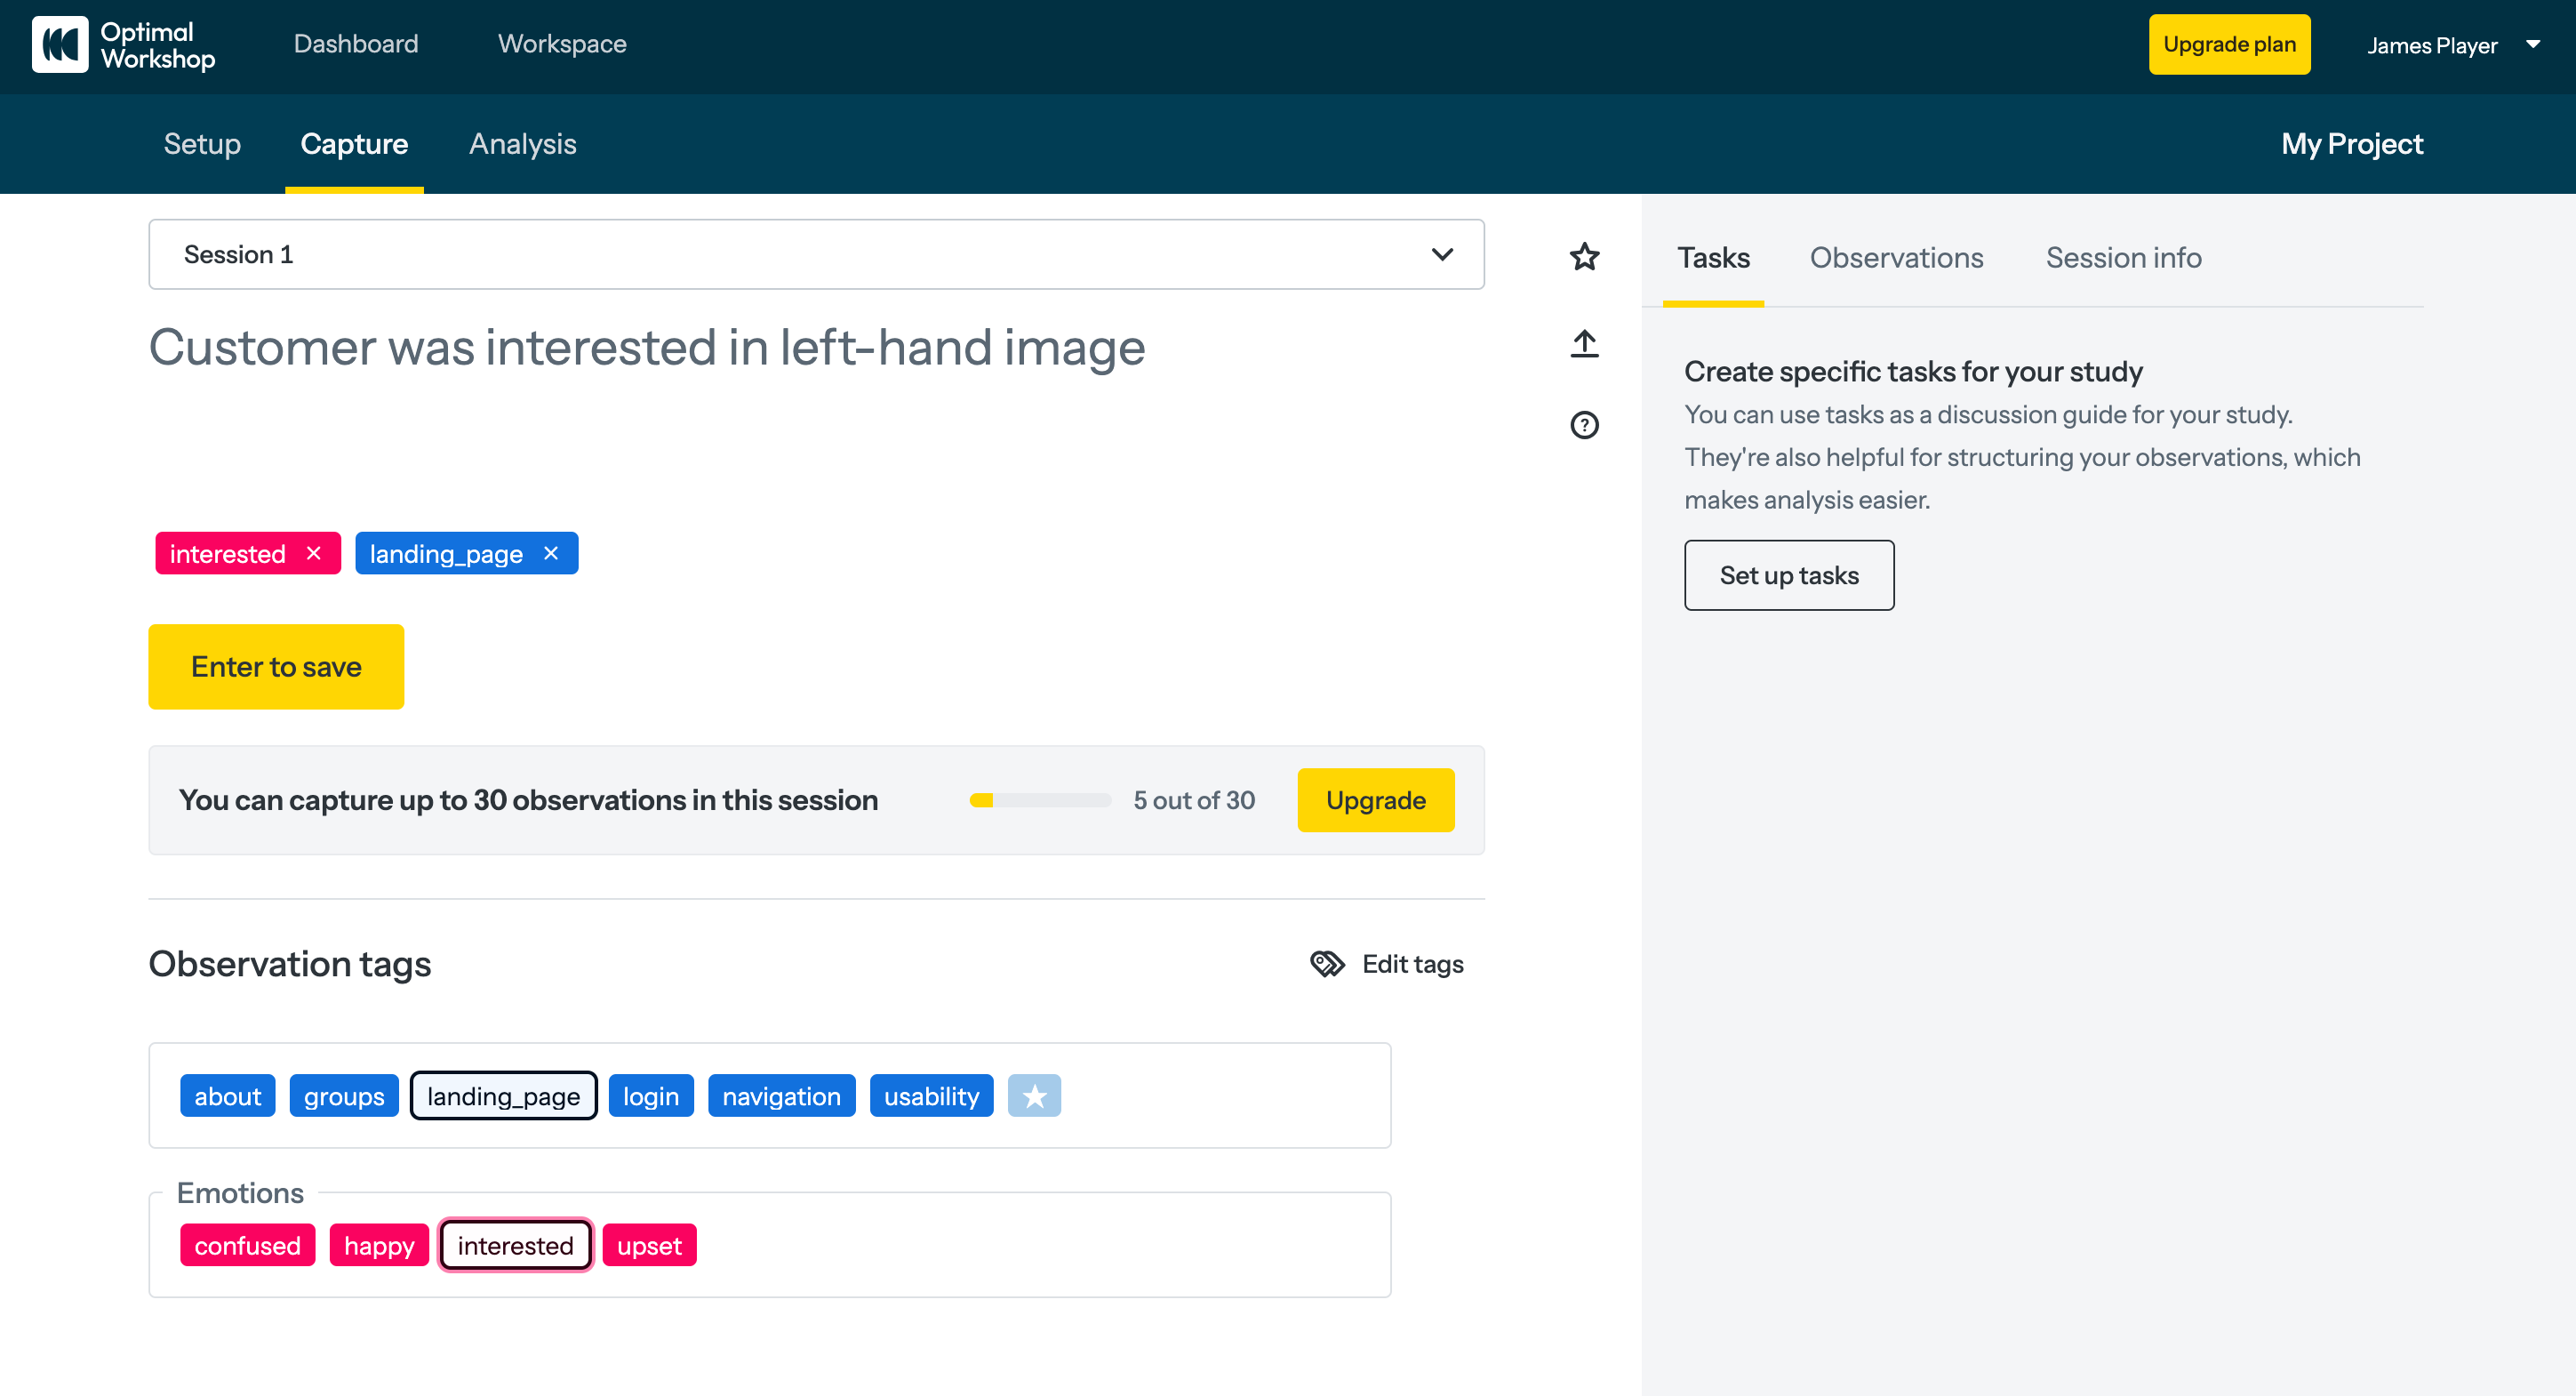 Optimal
Workshop
Dashboard
Workspace
Upgrade plan
James Player
Setup
Capture
Analysis
My Project
Session 1
Customer was interested in left-hand image
interested
landing_page
Enter to save
You can capture up to 30 observations in this session
5 out of 30
Upgrade
Observation tags
Edit tags
about
groups
landing_page
login
navigation
usability
Emotions
confused
happy
interested
upset
Tasks
Observations
Session info
Create specific tasks for your study
You can use tasks as a discussion guide for your study.
They're also helpful for structuring your observations, which
makes analysis easier.
Set up tasks